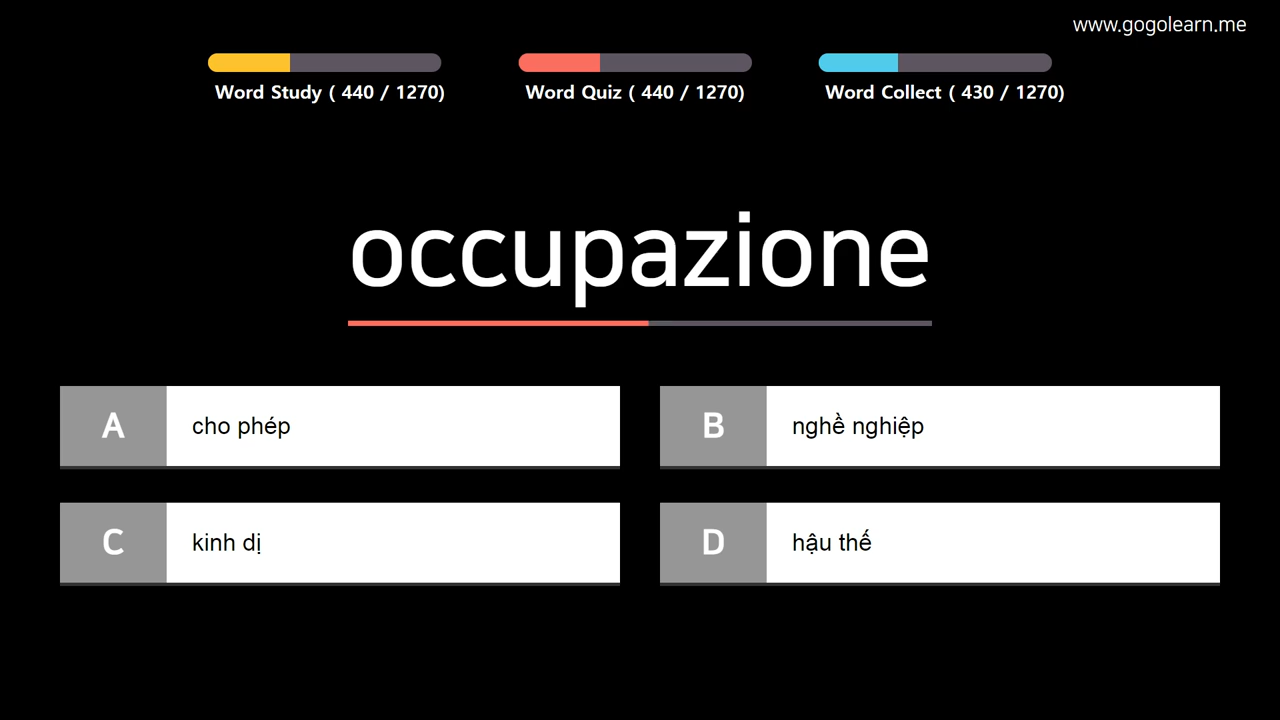 www.gogolearn.me
Word Study ( 440 / 1270)
Word Quiz ( 440 / 1270)
Word Collect ( 430 / 1270)
occupazione
A cho phép
B nghề nghiệp
C kinh dị
D hậu thế